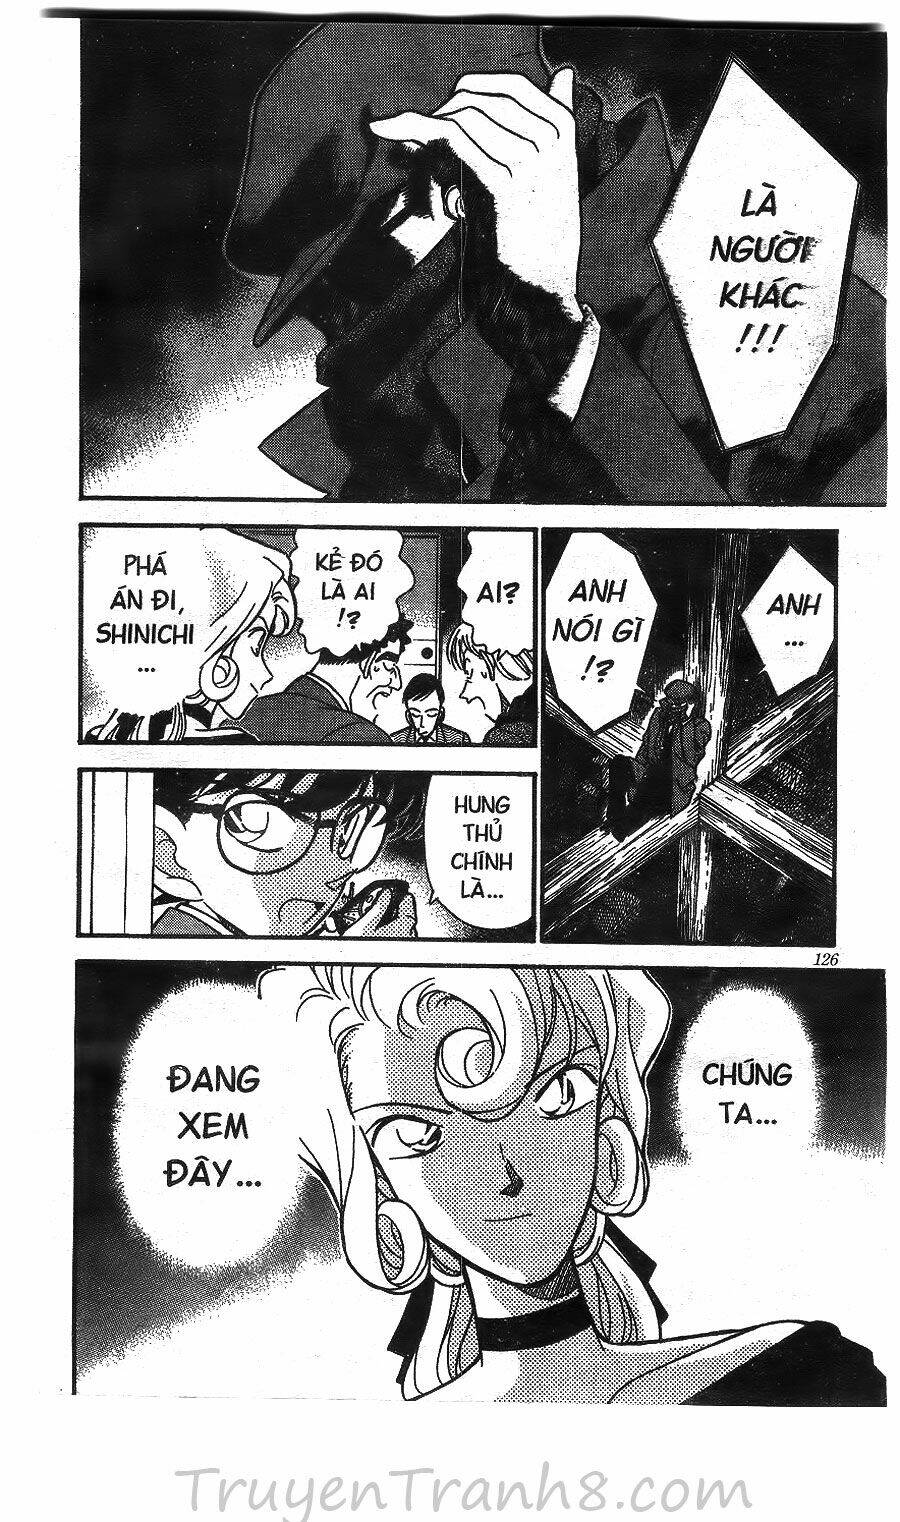 LÀ
NGƯỜI
KHÁC
!!!
PHÁ
ÁN ĐI,
SHINICHI
...
KẺ ĐÓ
LÀ AI
!?
AI?
ANH
NÓI GÌ
!?
ANH
...
HUNG
THỦ
CHÍNH
LÀ...
126
ĐANG
XEM
ĐÂY...
CHÚNG
TA...
TruyenTranh8.com